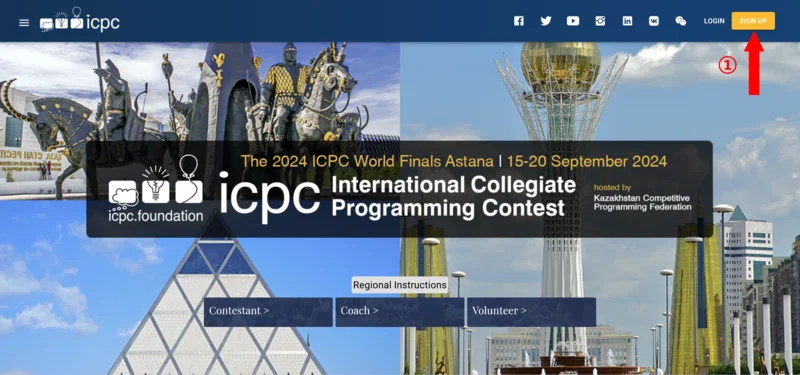 icpc
LOGIN
SIGN UP
①
The 2024 ICPC World Finals Astana | 15-20 September 2024
icpc.foundation
icpc
International Collegiate
Programming Contest
hosted by
Kazakhstan Competitive
Programming Federation
Regional Instructions
Contestant >
Coach >
Volunteer >